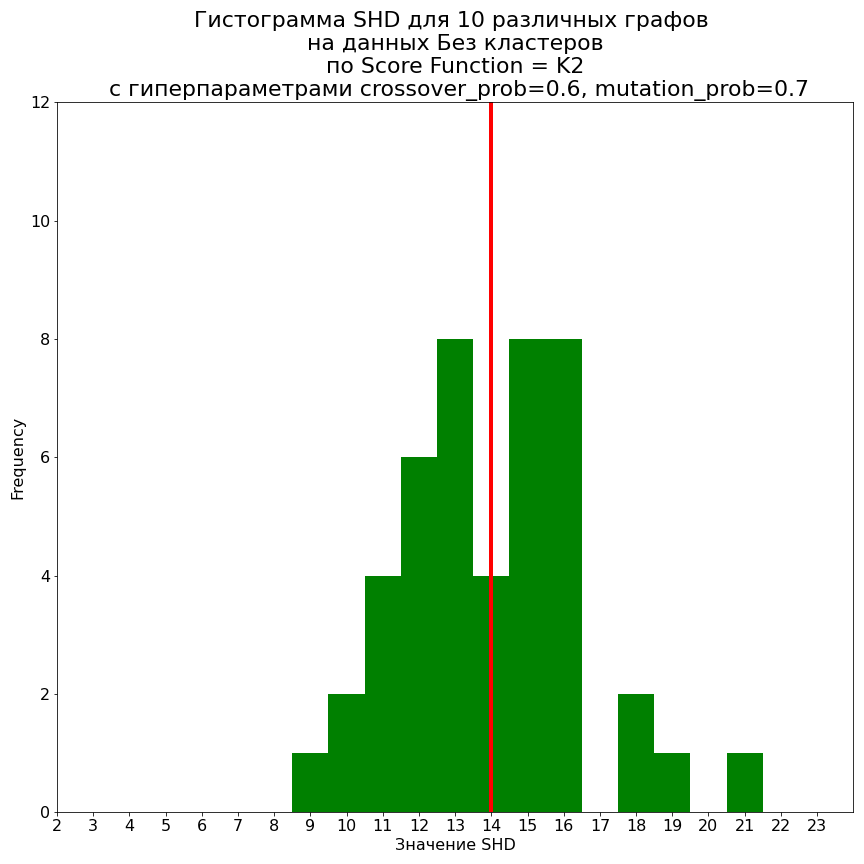 Гистограмма SHD для 10 различных графов
на данных Без кластеров
по Score Function = K2
с гиперпараметрами crossover_prob=0.6, mutation_prob=0.7
12
10
8
6
4
2
0
Frequency
2 3 4 5 6 7 8 9 10 11 12 13 14 15 16 17 18 19 20 21 22 23
Значение SHD